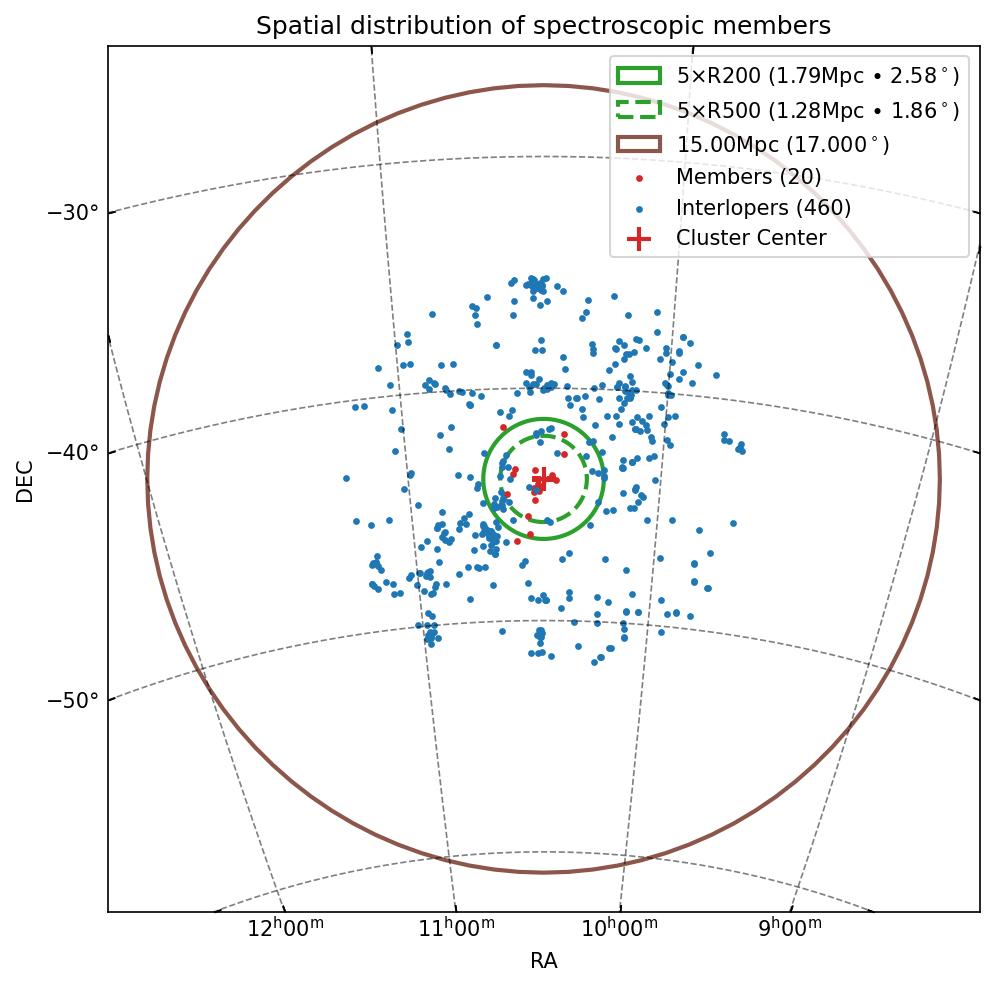 Spatial distribution of spectroscopic members
5×R200 (1.79Mpc • 2.58°)
5×R500 (1.28Mpc • 1.86°)
15.00Mpc (17.000°)
Members (20)
Interlopers (460)
Cluster Center
−30°
−40°
−50°
DEC
12h00m
11h00m
10h00m
9h00m
RA